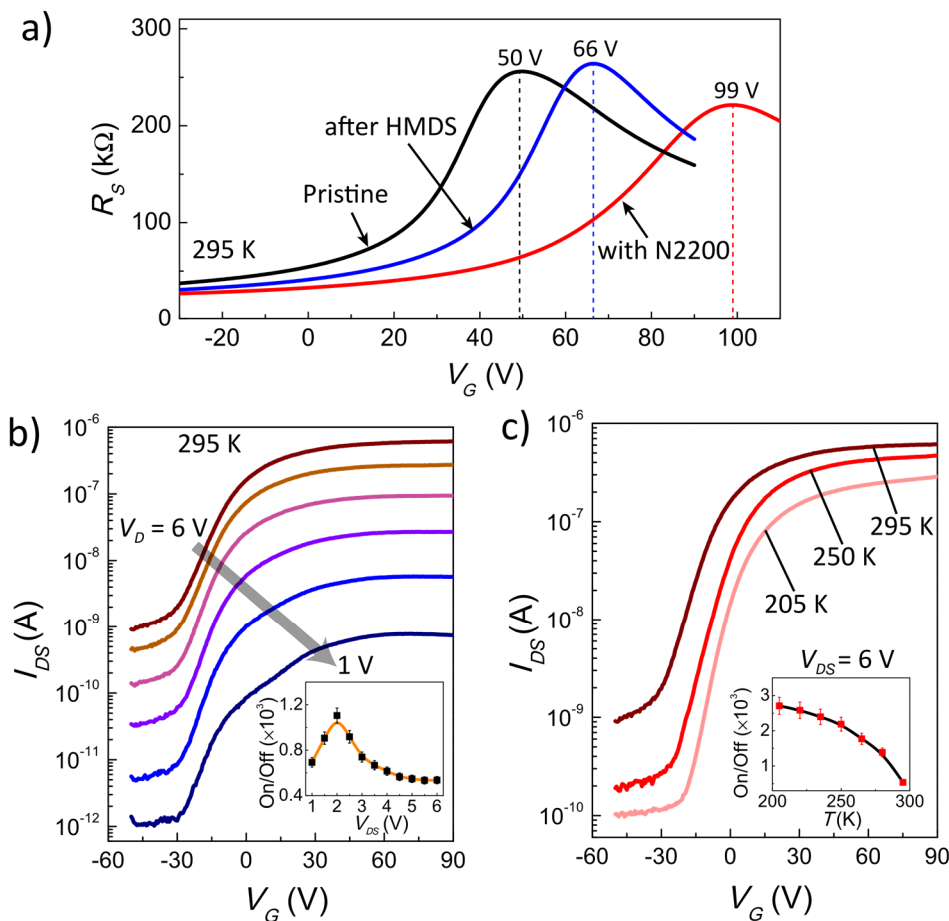 a)
300
200
100
0
R_S (kΩ)
50 V
66 V
99 V
after HMDS
Pristine
with N2200
295 K
-20
0
20
40
60
80
100
V_G (V)
b)
10^-6
10^-7
10^-8
10^-9
10^-10
10^-11
10^-12
I_DS (A)
295 K
V_D = 6 V
1 V
On/Off (×10^3)
1.2
0.8
0.4
1
2
3
4
5
6
V_DS (V)
-60
-30
0
30
60
90
V_G (V)
c)
10^-6
10^-7
10^-8
10^-9
10^-10
I_DS (A)
295 K
250 K
205 K
V_DS = 6 V
On/Off (×10^3)
3
2
1
200
250
300
T (K)
-60
-30
0
30
60
90
V_G (V)